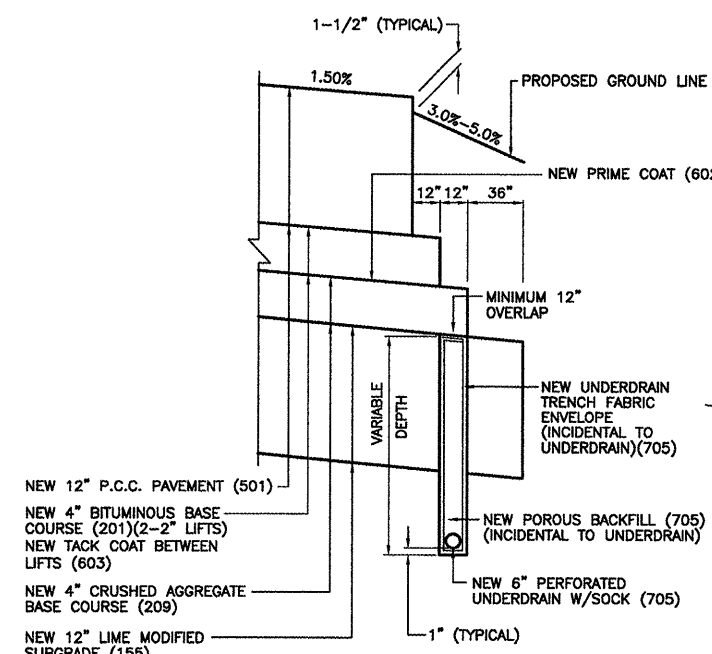 1-1/2" (TYPICAL)
1.50%
PROPOSED GROUND LINE
3.0%-5.0%
NEW PRIME COAT (602
12" 12" 36"
MINIMUM 12"
OVERLAP
VARIABLE
DEPTH
NEW UNDERDRAIN
TRENCH FABRIC
ENVELOPE
(INCIDENTAL TO
UNDERDRAIN)(705)
NEW 12" P.C.C. PAVEMENT (501)
NEW 4" BITUMINOUS BASE
COURSE (201)(2-2" LIFTS)
NEW TACK COAT BETWEEN
LIFTS (603)
NEW POROUS BACKFILL (705)
(INCIDENTAL TO UNDERDRAIN)
NEW 4" CRUSHED AGGREGATE
BASE COURSE (209)
NEW 6" PERFORATED
UNDERDRAIN W/SOCK (705)
1" (TYPICAL)
NEW 12" LIME MODIFIED
SUBGRADE (155)